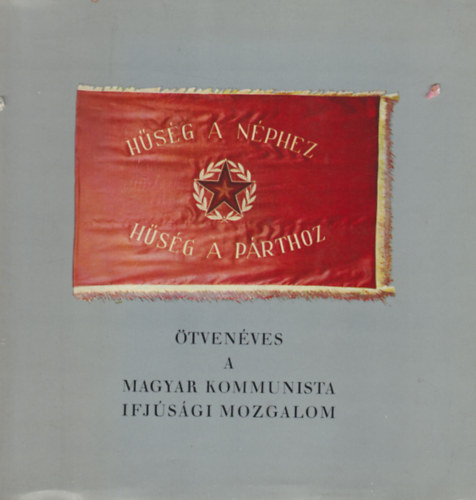 HŰSÉG A NÉPHEZ
HŰSÉG A PÁRTHOZ
ÖTVENÉVES
A
MAGYAR KOMMUNISTA
IFJÚSÁGI MOZGALOM